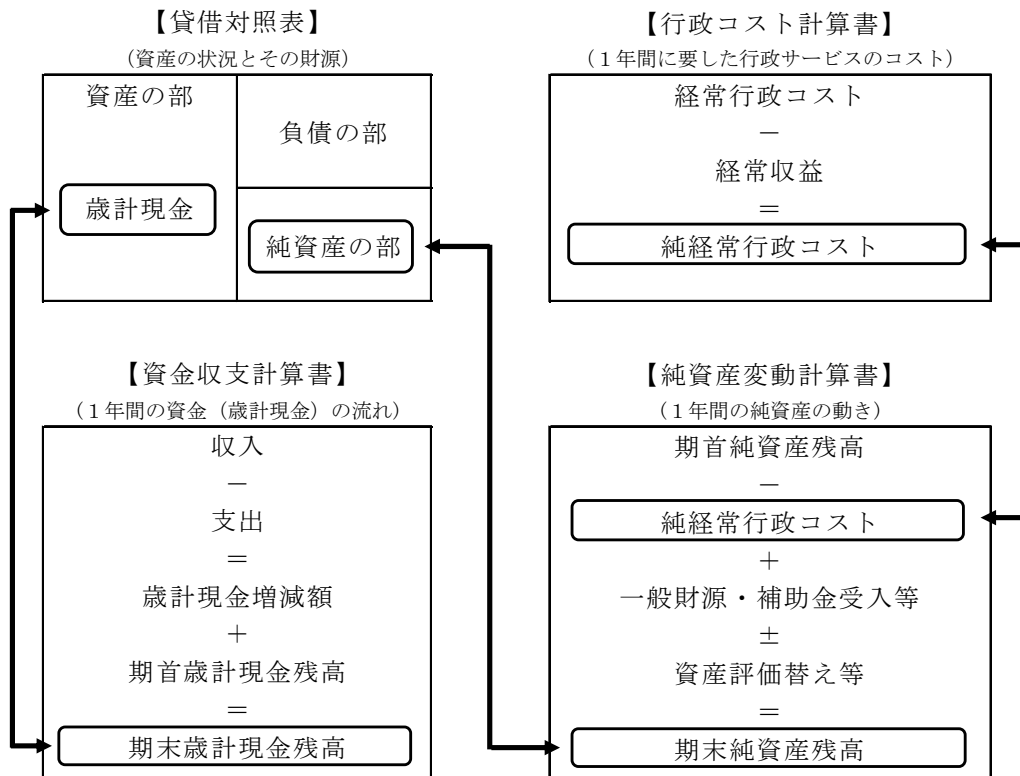 【貸借対照表】
（資産の状況とその財源）
資産の部
負債の部
歳計現金
純資産の部
【行政コスト計算書】
（１年間に要した行政サービスのコスト）
経常行政コスト
－
経常収益
＝
純経常行政コスト
【資金収支計算書】
（１年間の資金（歳計現金）の流れ）
収入
－
支出
＝
歳計現金増減額
＋
期首歳計現金残高
＝
期末歳計現金残高
【純資産変動計算書】
（１年間の純資産の動き）
期首純資産残高
－
純経常行政コスト
＋
一般財源・補助金受入等
±
資産評価替え等
＝
期末純資産残高